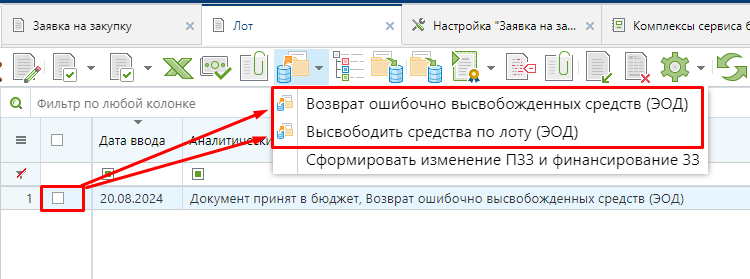 Заявка на закупку
Лот
Настройка "Заявка на за...
Комплексы сервиса б
Фильтр по любой колонке
Возврат ошибочно высвобожденных средств (ЭОД)
Высвободить средства по лоту (ЭОД)
Сформировать изменение ПЗЗ и финансирование ЗЗ
Дата ввода
Аналитически
1 20.08.2024 Документ принят в бюджет, Возврат ошибочно высвобожденных средств (ЭОД)